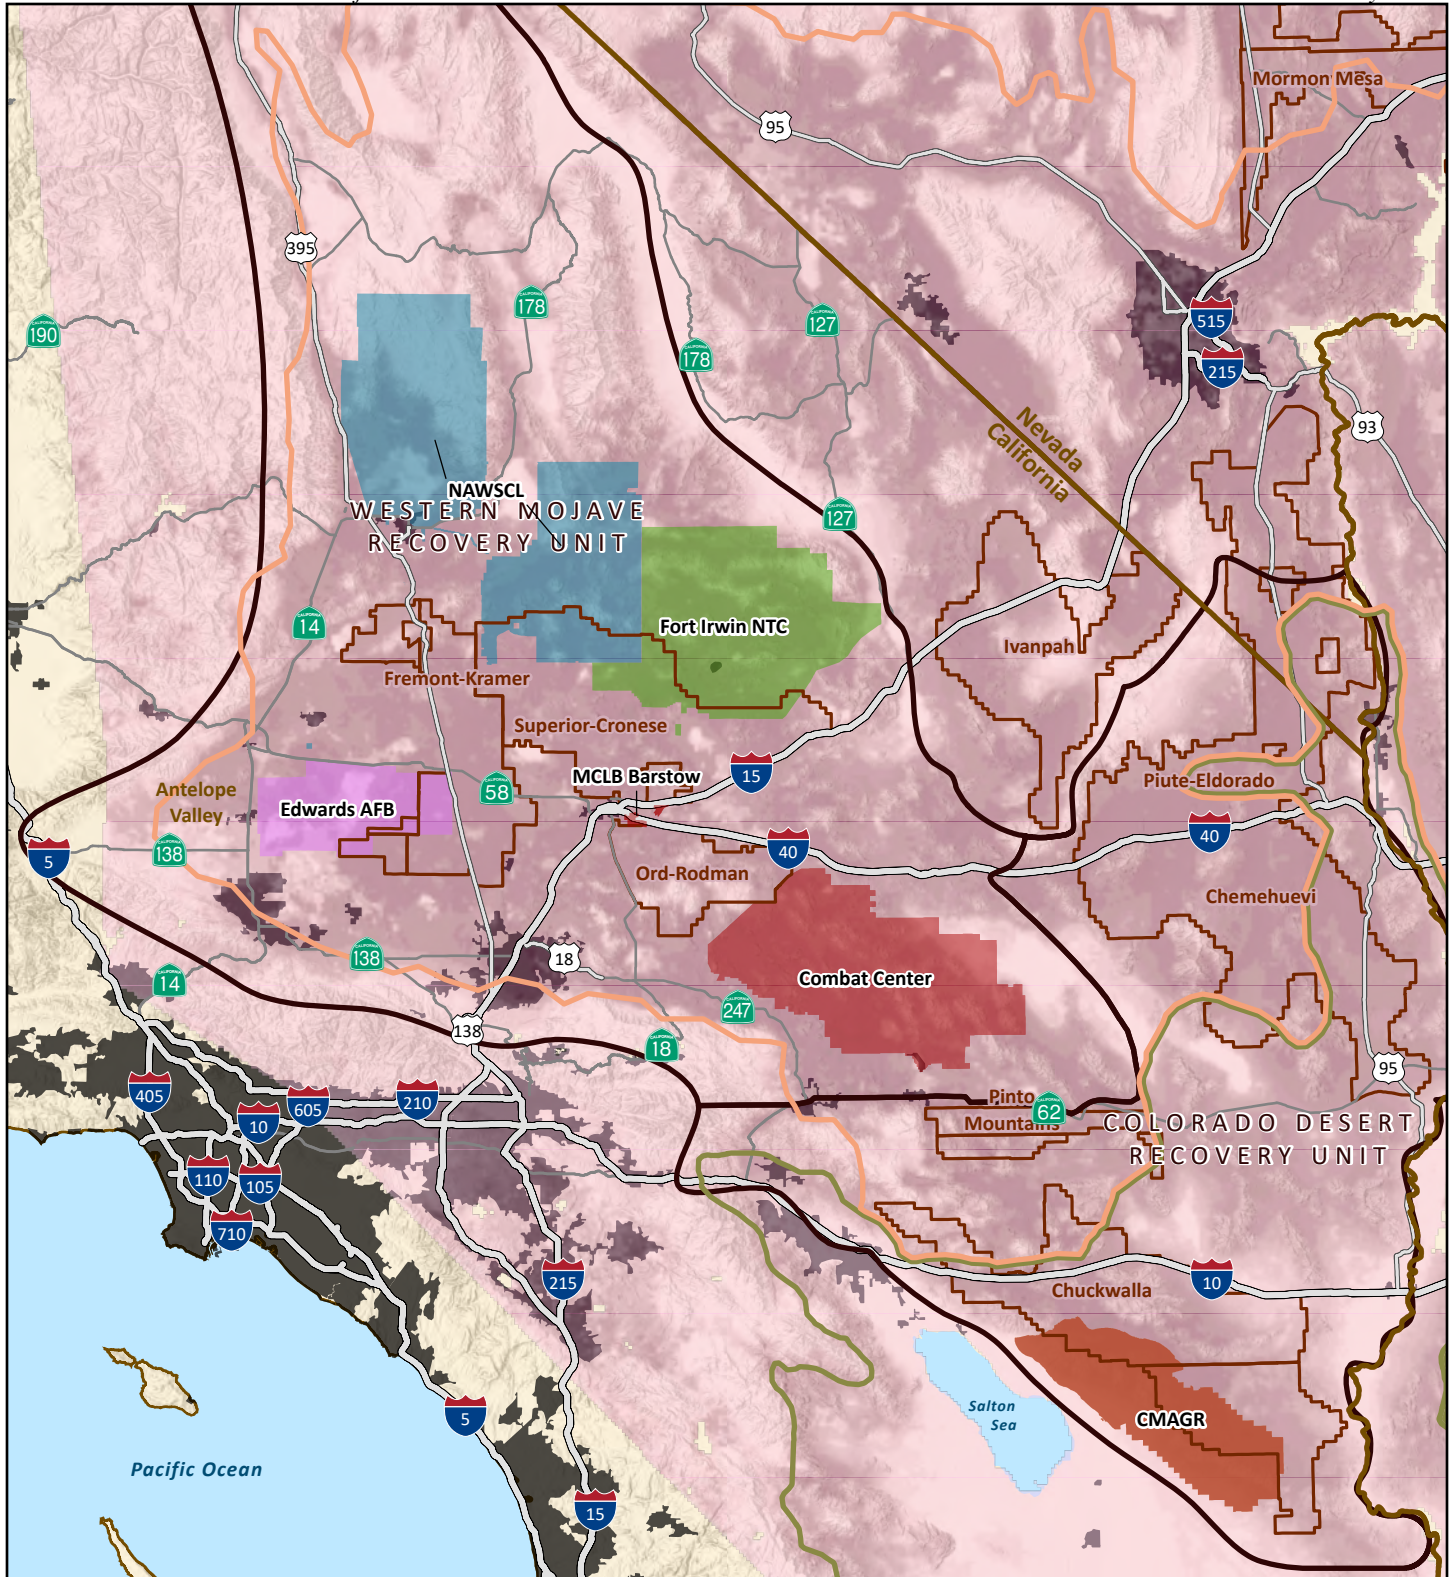 Mormon Mesa
95
395
178
190
127
515
178
215
Nevada
California
93
NAWSCL
WESTERN MOJAVE
RECOVERY UNIT
127
14
Fort Irwin NTC
Ivanpah
Fremont-Kramer
Superior-Cronese
MCLB Barstow
15
Piute-Eldorado
Antelope
Valley
Edwards AFB
58
40
138
5
40
Ord-Rodman
Chemehuevi
138
18
14
Combat Center
247
138
18
95
405
605
210
10
Pinto
Mountains
62
COLORADO DESERT
RECOVERY UNIT
110
105
710
215
10
Chuckwalla
5
Salton
Sea
CMAGR
Pacific Ocean
15